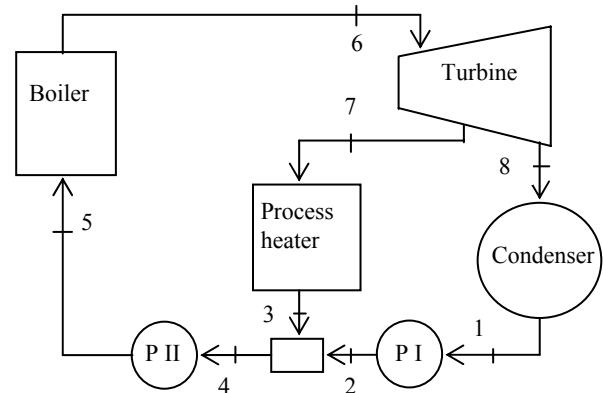 6
Turbine
Boiler
7
8
Process
heater
Condenser
5
3
1
P II
P I
4
2